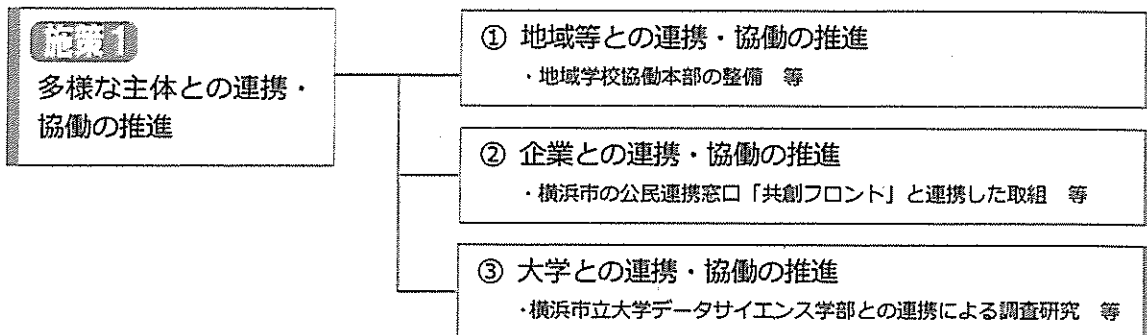 施策1
多様な主体との連携・
協働の推進
① 地域等との連携・協働の推進
・地域学校協働本部の整備　等
② 企業との連携・協働の推進
・横浜市の公民連携窓口「共創フロント」と連携した取組　等
③ 大学との連携・協働の推進
・横浜市立大学データサイエンス学部との連携による調査研究　等